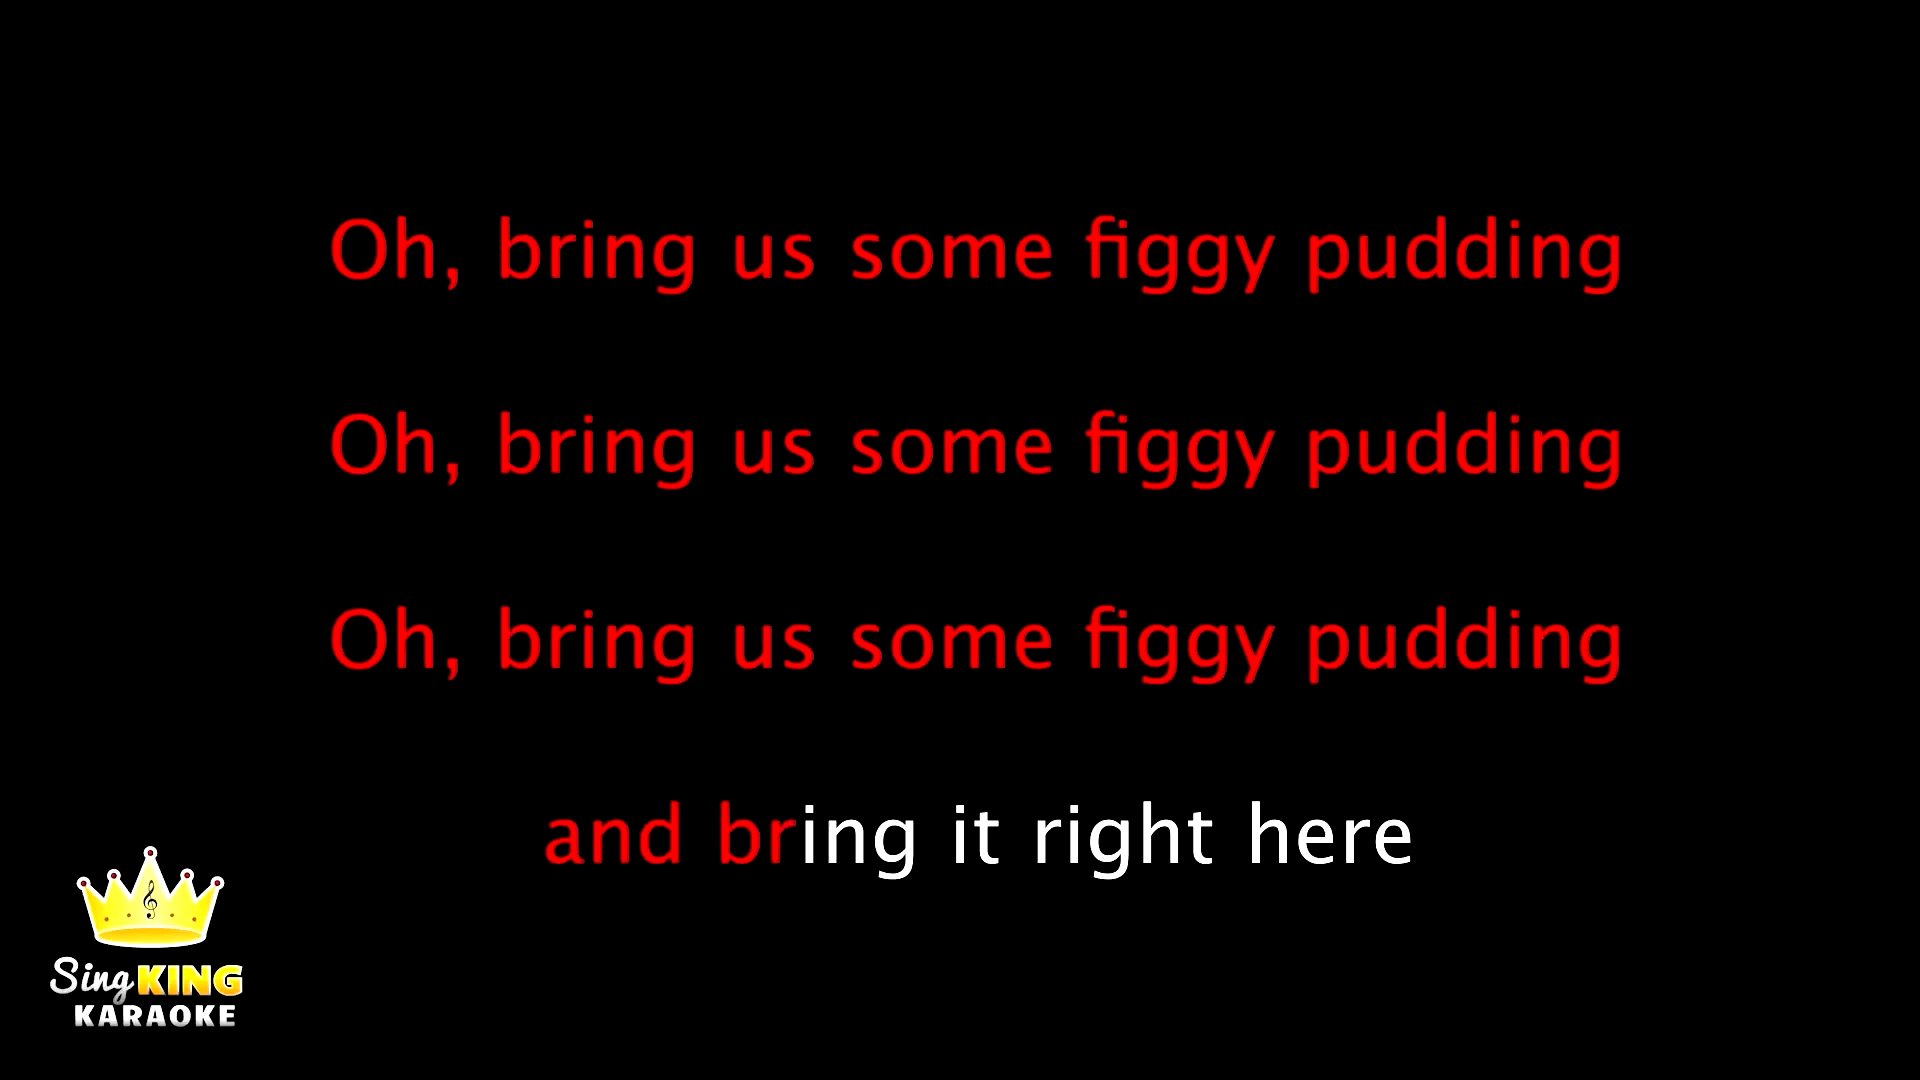 Oh, bring us some figgy pudding
Oh, bring us some figgy pudding
Oh, bring us some figgy pudding
and bring it right here
Sing KING
KARAOKE